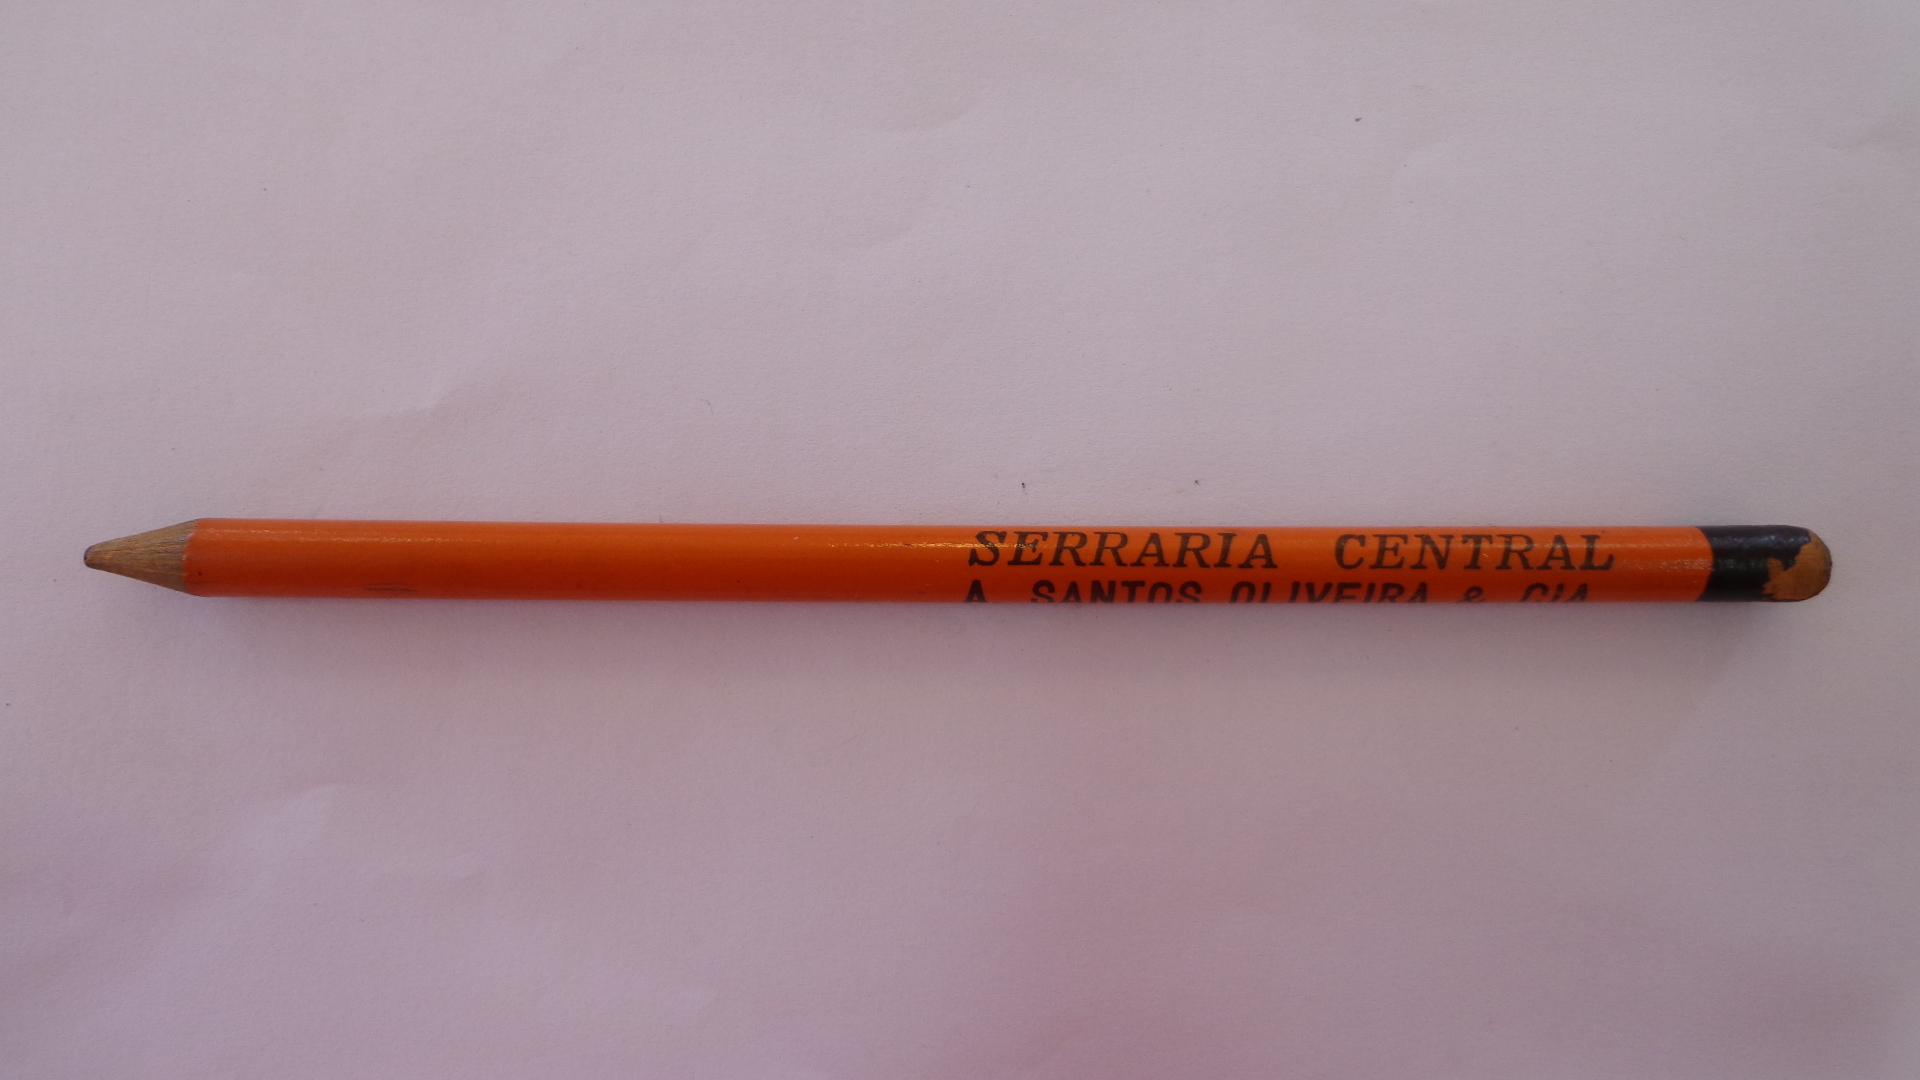 SERRARIA CENTRAL
A. SANTOS OLIVEIRA & CIA